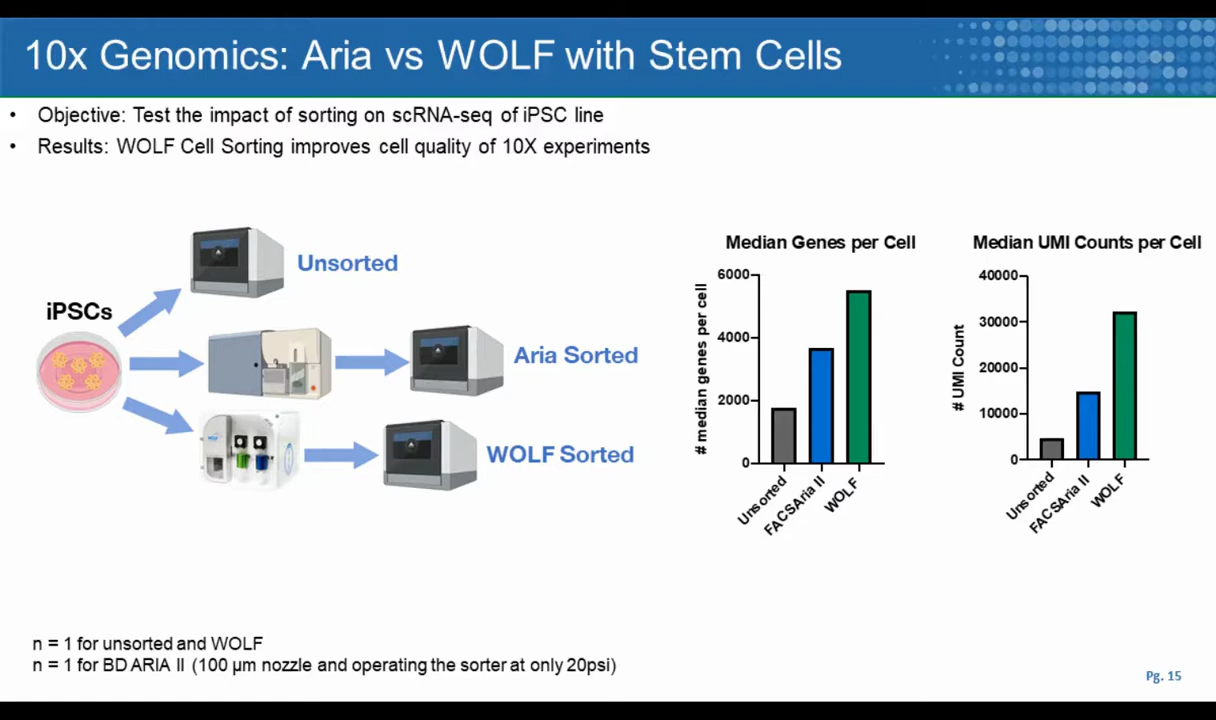 10x Genomics: Aria vs WOLF with Stem Cells
• Objective: Test the impact of sorting on scRNA-seq of iPSC line
• Results: WOLF Cell Sorting improves cell quality of 10X experiments
iPSCs
Unsorted
Aria Sorted
WOLF Sorted
Median Genes per Cell
# median genes per cell
6000
4000
2000
0
Unsorted
FACSAria II
WOLF
Median UMI Counts per Cell
# UMI Count
40000
30000
20000
10000
0
Unsorted
FACSAria II
WOLF
n = 1 for unsorted and WOLF
n = 1 for BD ARIA II (100 µm nozzle and operating the sorter at only 20psi)
Pg. 15